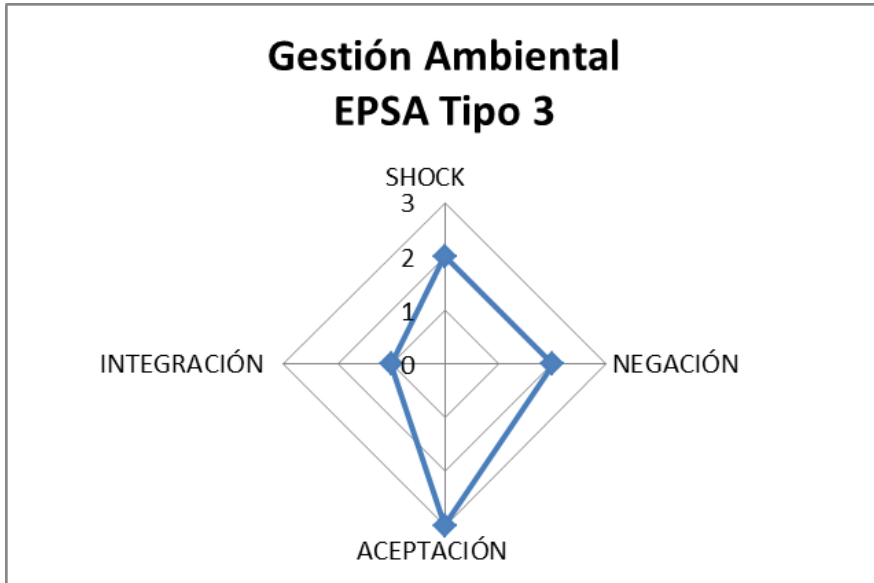 Gestión Ambiental
EPSA Tipo 3
SHOCK
3
2
1
0
INTEGRACIÓN
NEGACIÓN
ACEPTACIÓN